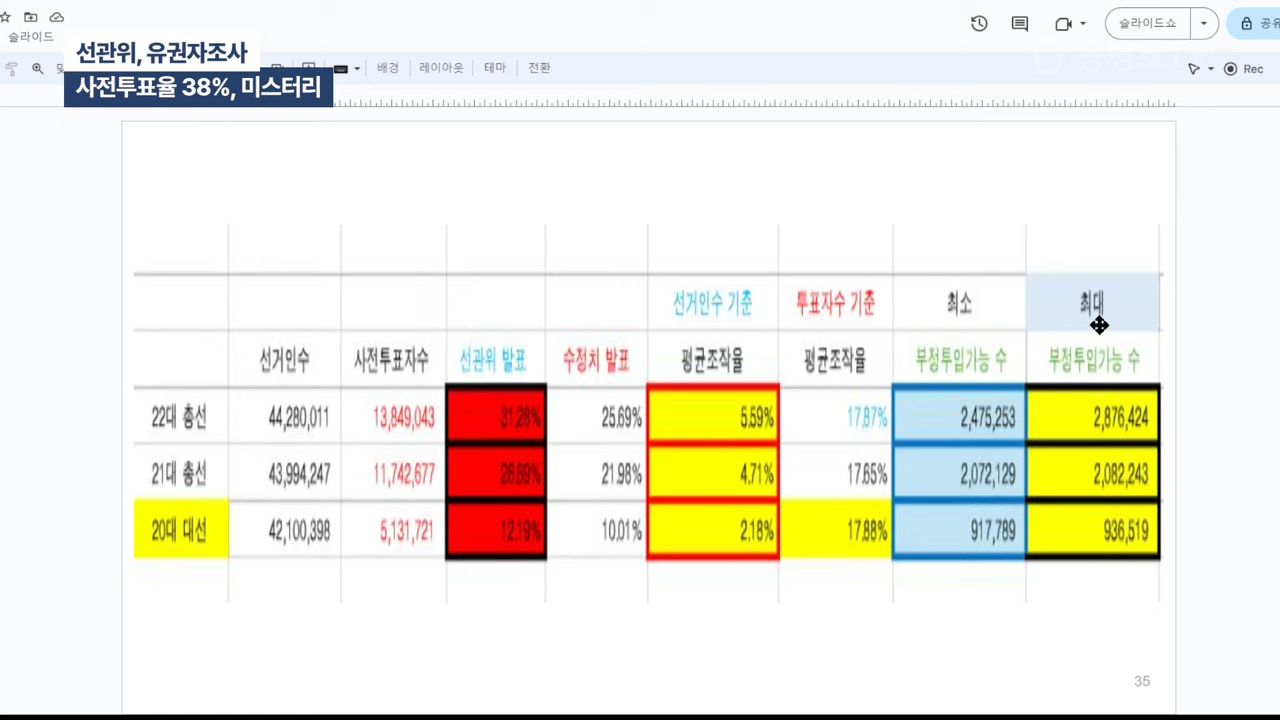 슬라이드쇼
공유
슬라이드
선관위, 유권자조사
사전투표율 38%, 미스터리
배경 레이아웃 테마 전환
Rec
선거인수 기준 투표자수 기준 최소 최대
선거인수 사전투표자수 선관위 발표 수정치 발표 평균조작율 평균조작율 부정투입가능 수 부정투입가능 수
22대 총선 44,280,011 13,849,043 31.28% 25.69% 5.59% 17.87% 2,475,253 2,876,424
21대 총선 43,994,247 11,742,677 26.69% 21.98% 4.71% 17.65% 2,072,129 2,082,243
20대 대선 42,100,398 5,131,721 12.19% 10.01% 2.18% 17.88% 917,789 936,519
35